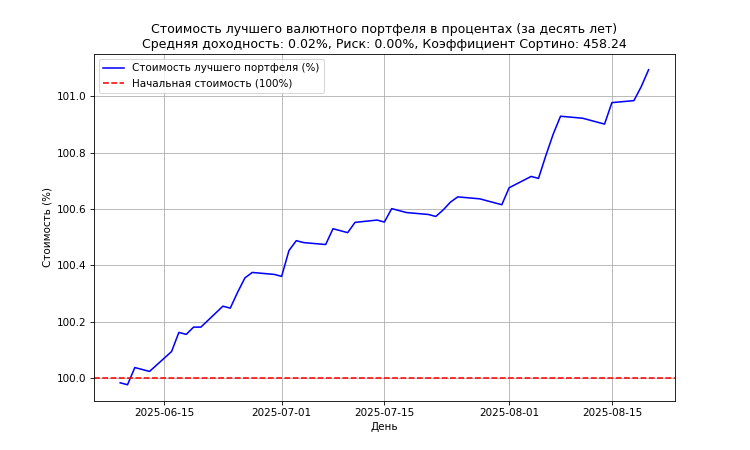 Стоимость лучшего валютного портфеля в процентах (за десять лет)
Средняя доходность: 0.02%, Риск: 0.00%, Коэффициент Сортино: 458.24
Стоимость лучшего портфеля (%)
Начальная стоимость (100%)
Стоимость (%)
101.0
100.8
100.6
100.4
100.2
100.0
2025-06-15
2025-07-01
2025-07-15
2025-08-01
2025-08-15
День